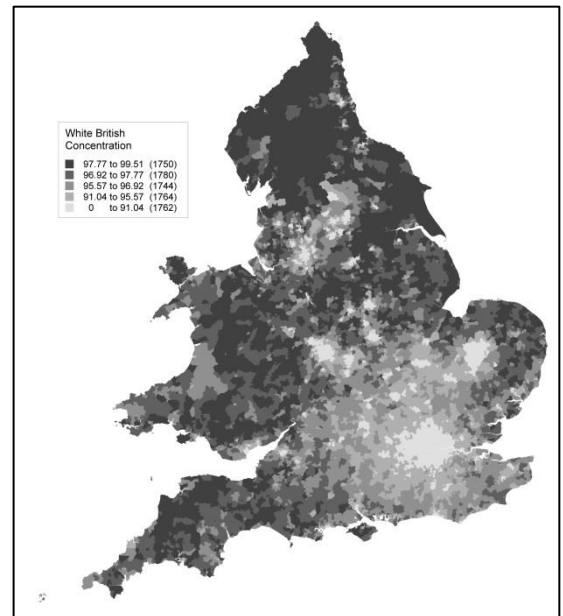 White British
Concentration
97.77 to 99.51 (1750)
96.92 to 97.77 (1780)
95.57 to 96.92 (1744)
91.04 to 95.57 (1764)
0 to 91.04 (1762)